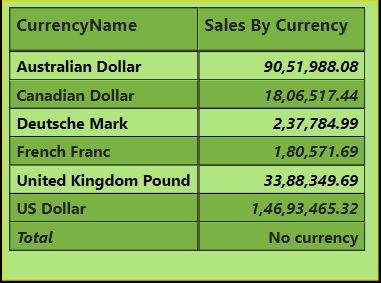 CurrencyName Sales By Currency
Australian Dollar 90,51,988.08
Canadian Dollar 18,06,517.44
Deutsche Mark 2,37,784.99
French Franc 1,80,571.69
United Kingdom Pound 33,88,349.69
US Dollar 1,46,93,465.32
Total No currency